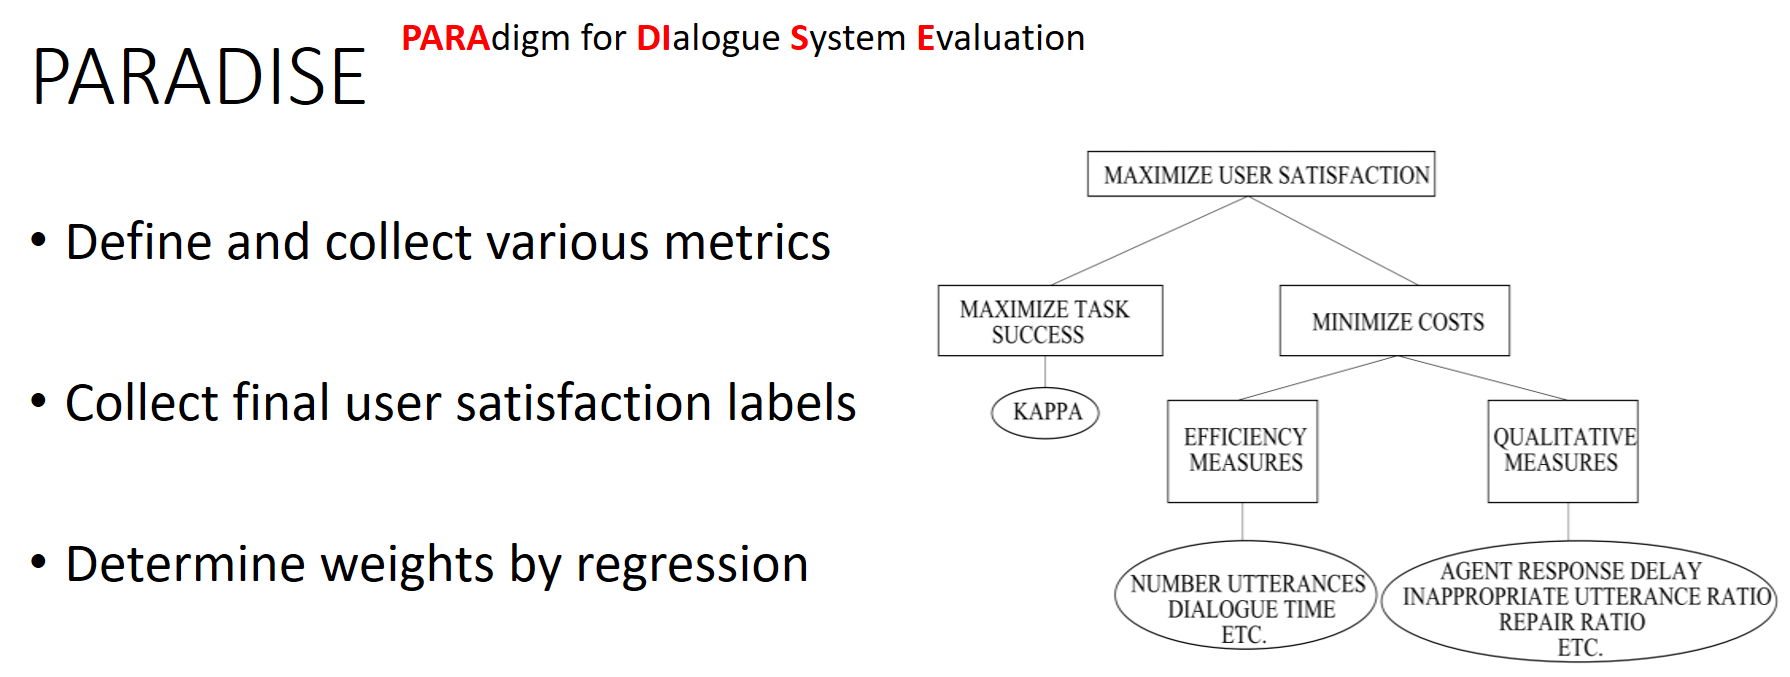 PARADISE
PARAdigm for DIalogue System Evaluation
• Define and collect various metrics
• Collect final user satisfaction labels
• Determine weights by regression
MAXIMIZE USER SATISFACTION
MAXIMIZE TASK
SUCCESS
MINIMIZE COSTS
KAPPA
EFFICIENCY
MEASURES
QUALITATIVE
MEASURES
NUMBER UTTERANCES
DIALOGUE TIME
ETC.
AGENT RESPONSE DELAY
INAPPROPRIATE UTTERANCE RATIO
REPAIR RATIO
ETC.